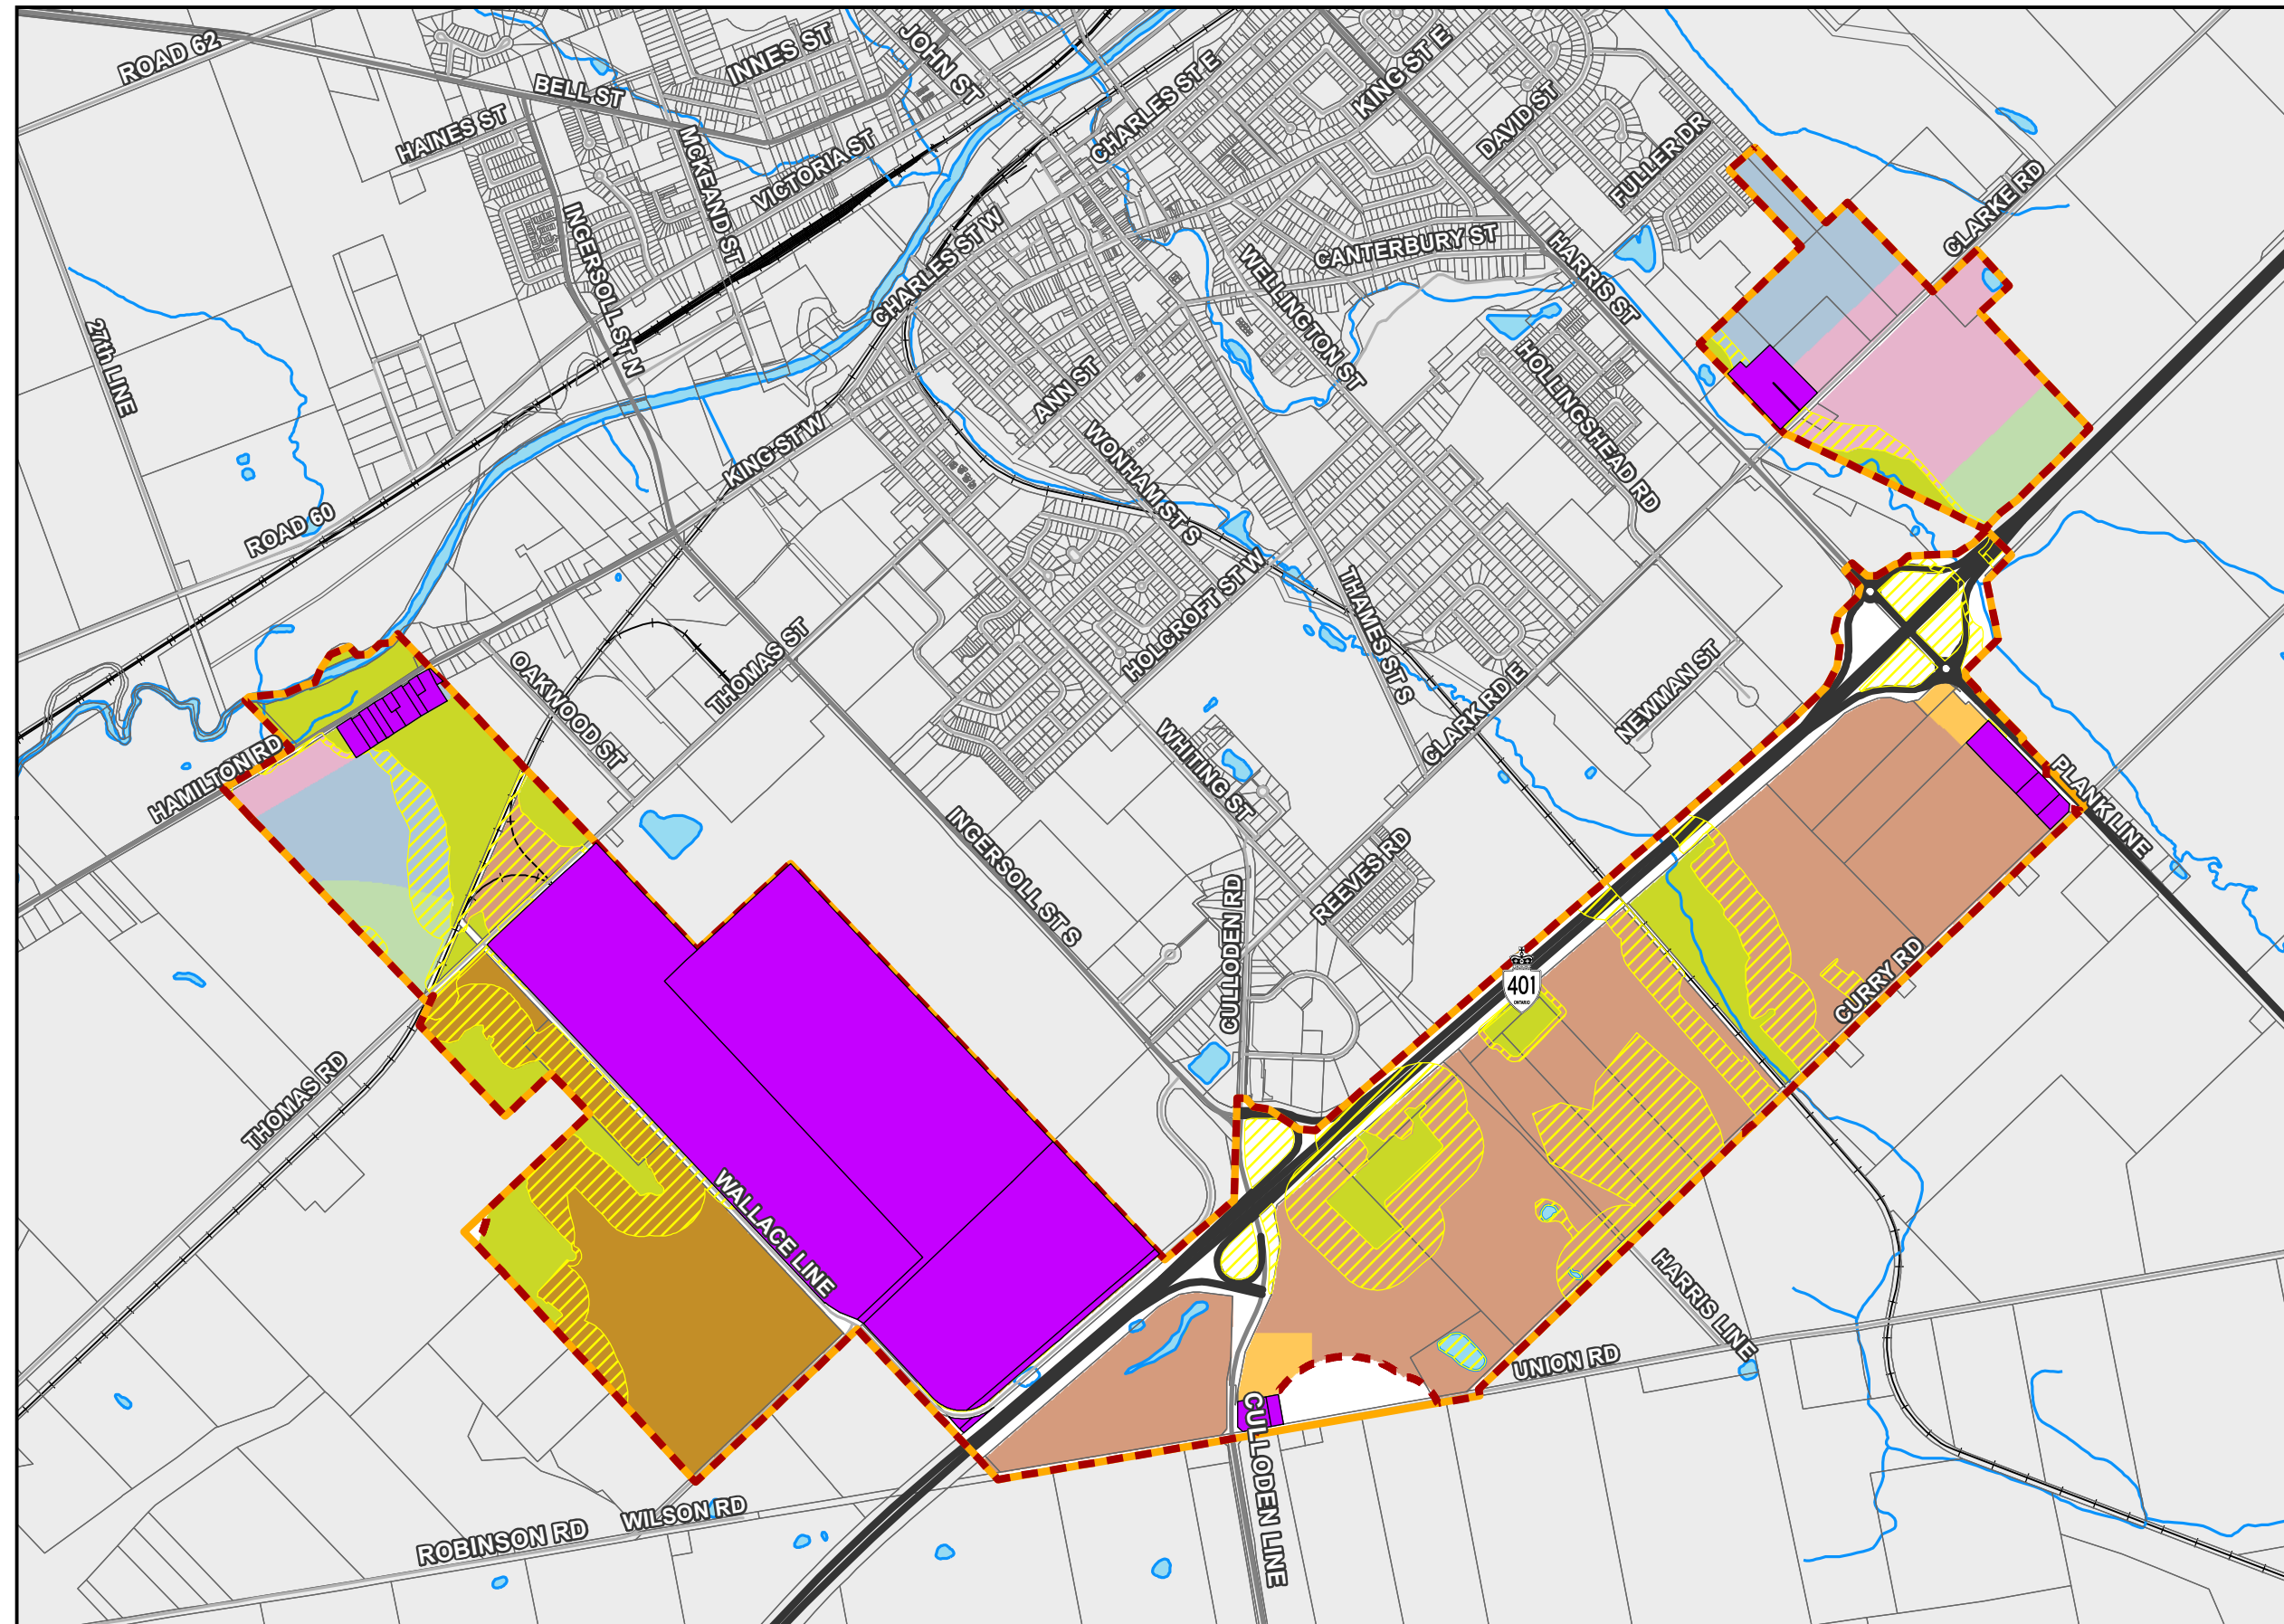 ROAD 62
INNES ST
JOHN ST
BELL ST
HAINES ST
MCKEAND ST
VICTORIA ST
CHARLES ST E
KING ST E
DAVID ST
FULLER DR
CLARKE RD
INGERSOLL ST N
CHARLES ST W
WELLINGTON ST
CANTERBURY ST
HARRIS ST
27th LINE
ANN ST
HOLLINGSHEAD RD
KING ST W
WONHAM ST S
ROAD 60
HOLCROFT ST W
THAMES ST S
OAKWOOD ST
THOMAS ST
HAMILTON RD
WHITING ST
CLARK RD E
NEWMAN ST
PLANK LINE
INGERSOLL ST S
CULLODEN RD
REEVES RD
401
ONTARIO
CURRY RD
THOMAS RD
WALLACE LINE
HARRIS LINE
UNION RD
CULLODEN LINE
WILSON RD
ROBINSON RD